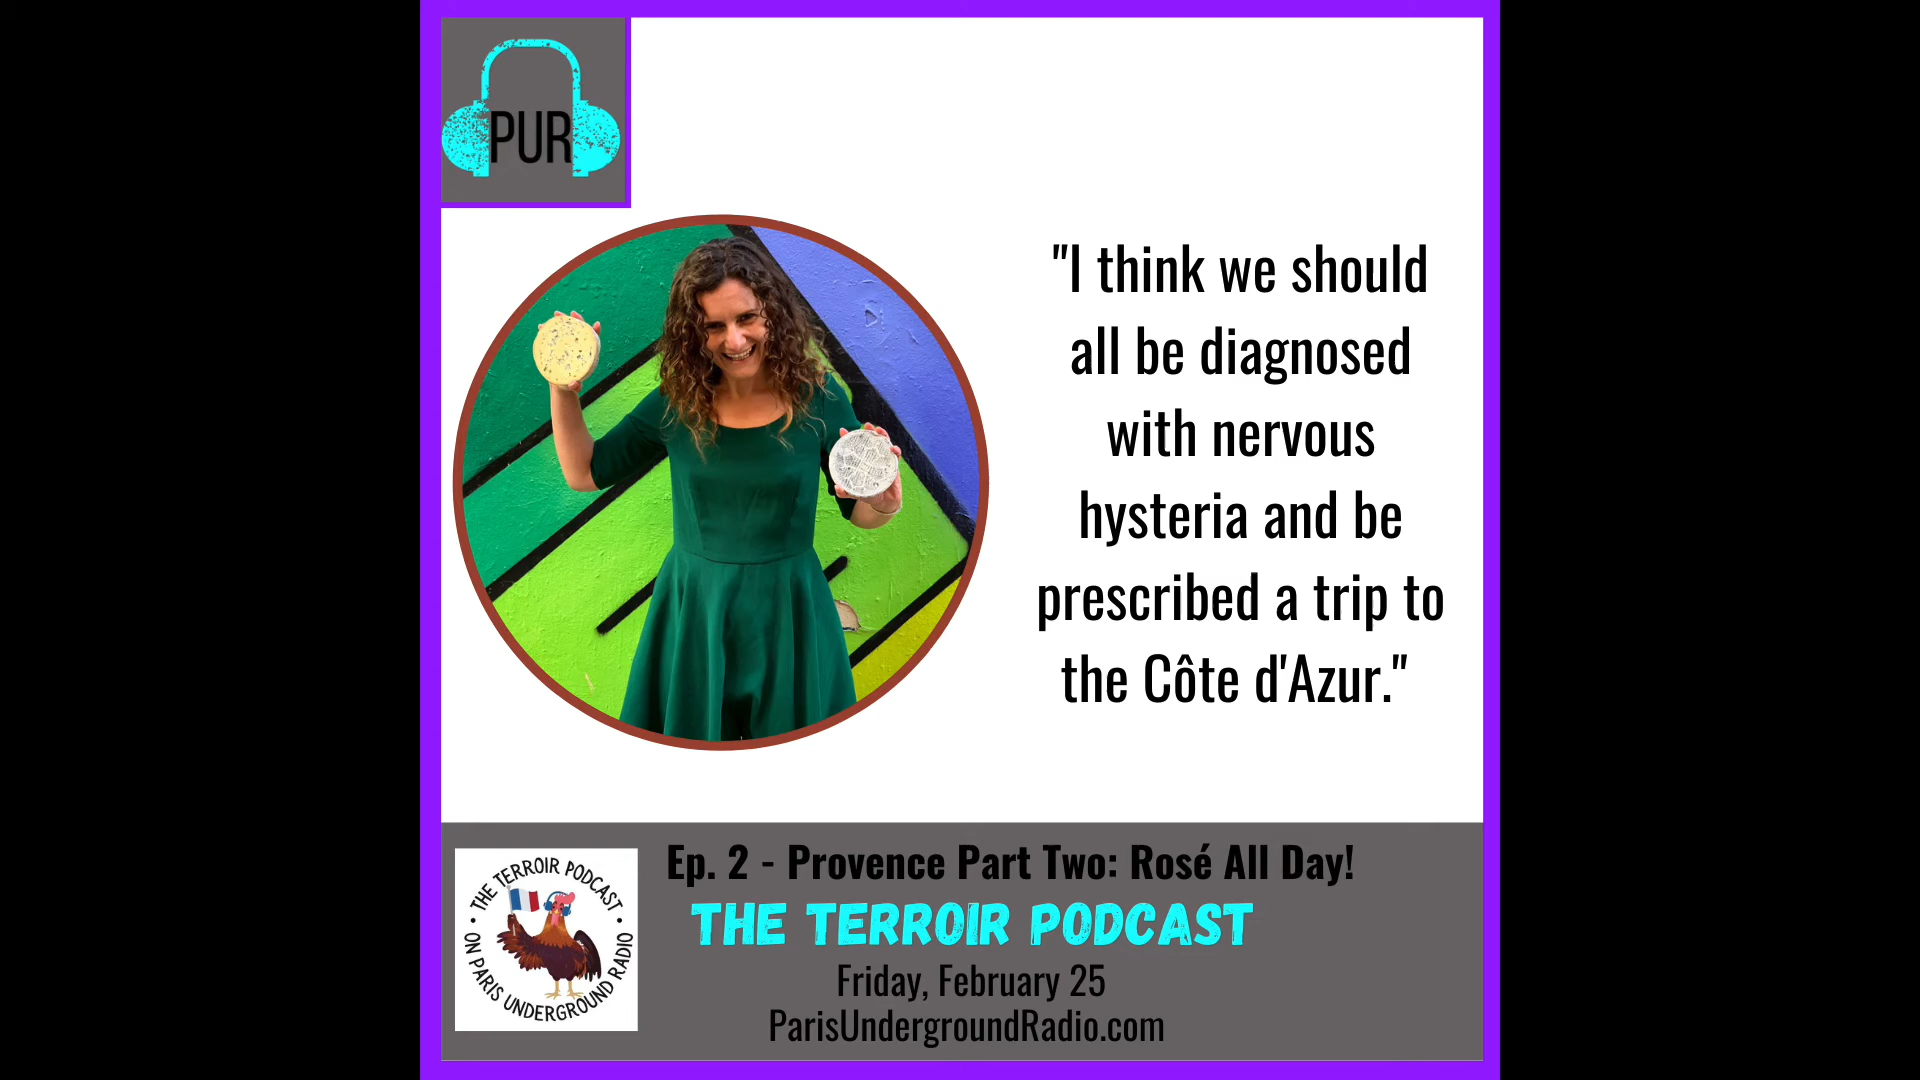 PUR
"I think we should
all be diagnosed
with nervous
hysteria and be
prescribed a trip to
the Côte d'Azur."
Ep. 2 - Provence Part Two: Rosé All Day!
THE TERROIR PODCAST
Friday, February 25
ParisUndergroundRadio.com
• THE TERROIR PODCAST •
ON PARIS UNDERGROUND RADIO